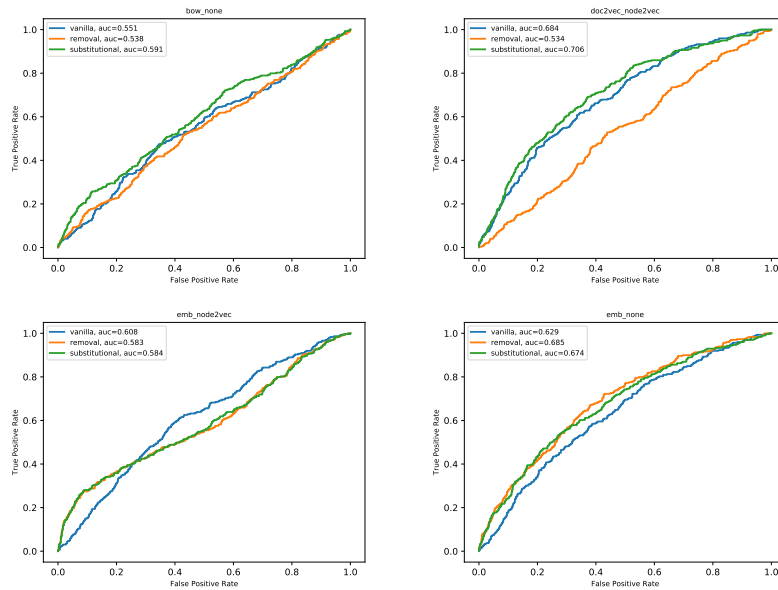 bow_none
vanilla, auc=0.551
removal, auc=0.538
substitutional, auc=0.591
1.0
0.8
0.6
0.4
0.2
0.0
True Positive Rate
0.0 0.2 0.4 0.6 0.8 1.0
False Positive Rate
doc2vec_node2vec
vanilla, auc=0.684
removal, auc=0.534
substitutional, auc=0.706
1.0
0.8
0.6
0.4
0.2
0.0
True Positive Rate
0.0 0.2 0.4 0.6 0.8 1.0
False Positive Rate
emb_node2vec
vanilla, auc=0.608
removal, auc=0.583
substitutional, auc=0.584
1.0
0.8
0.6
0.4
0.2
0.0
True Positive Rate
0.0 0.2 0.4 0.6 0.8 1.0
False Positive Rate
emb_none
vanilla, auc=0.629
removal, auc=0.685
substitutional, auc=0.674
1.0
0.8
0.6
0.4
0.2
0.0
True Positive Rate
0.0 0.2 0.4 0.6 0.8 1.0
False Positive Rate